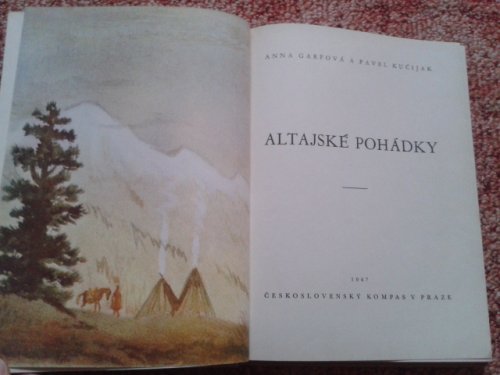 ANNA GARFOVÁ A PAVEL KUČIJAK
ALTAJSKÉ POHÁDKY
1947
ČESKOSLOVENSKÝ KOMPAS V PRAZE